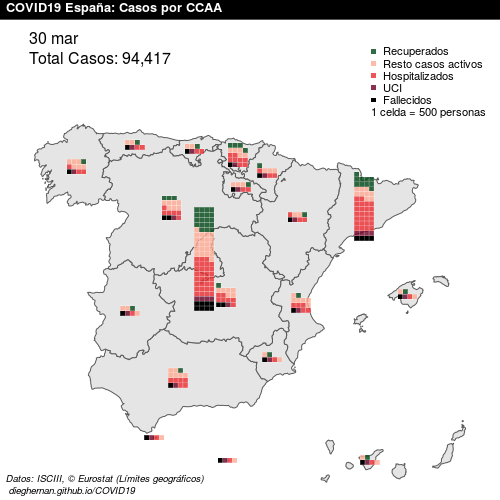 COVID19 España: Casos por CCAA
30 mar
Total Casos: 94,417
Recuperados
Resto casos activos
Hospitalizados
UCI
Fallecidos
1 celda = 500 personas
Datos: ISCIII, © Eurostat (Límites geográficos)
dieghernan.github.io/COVID19